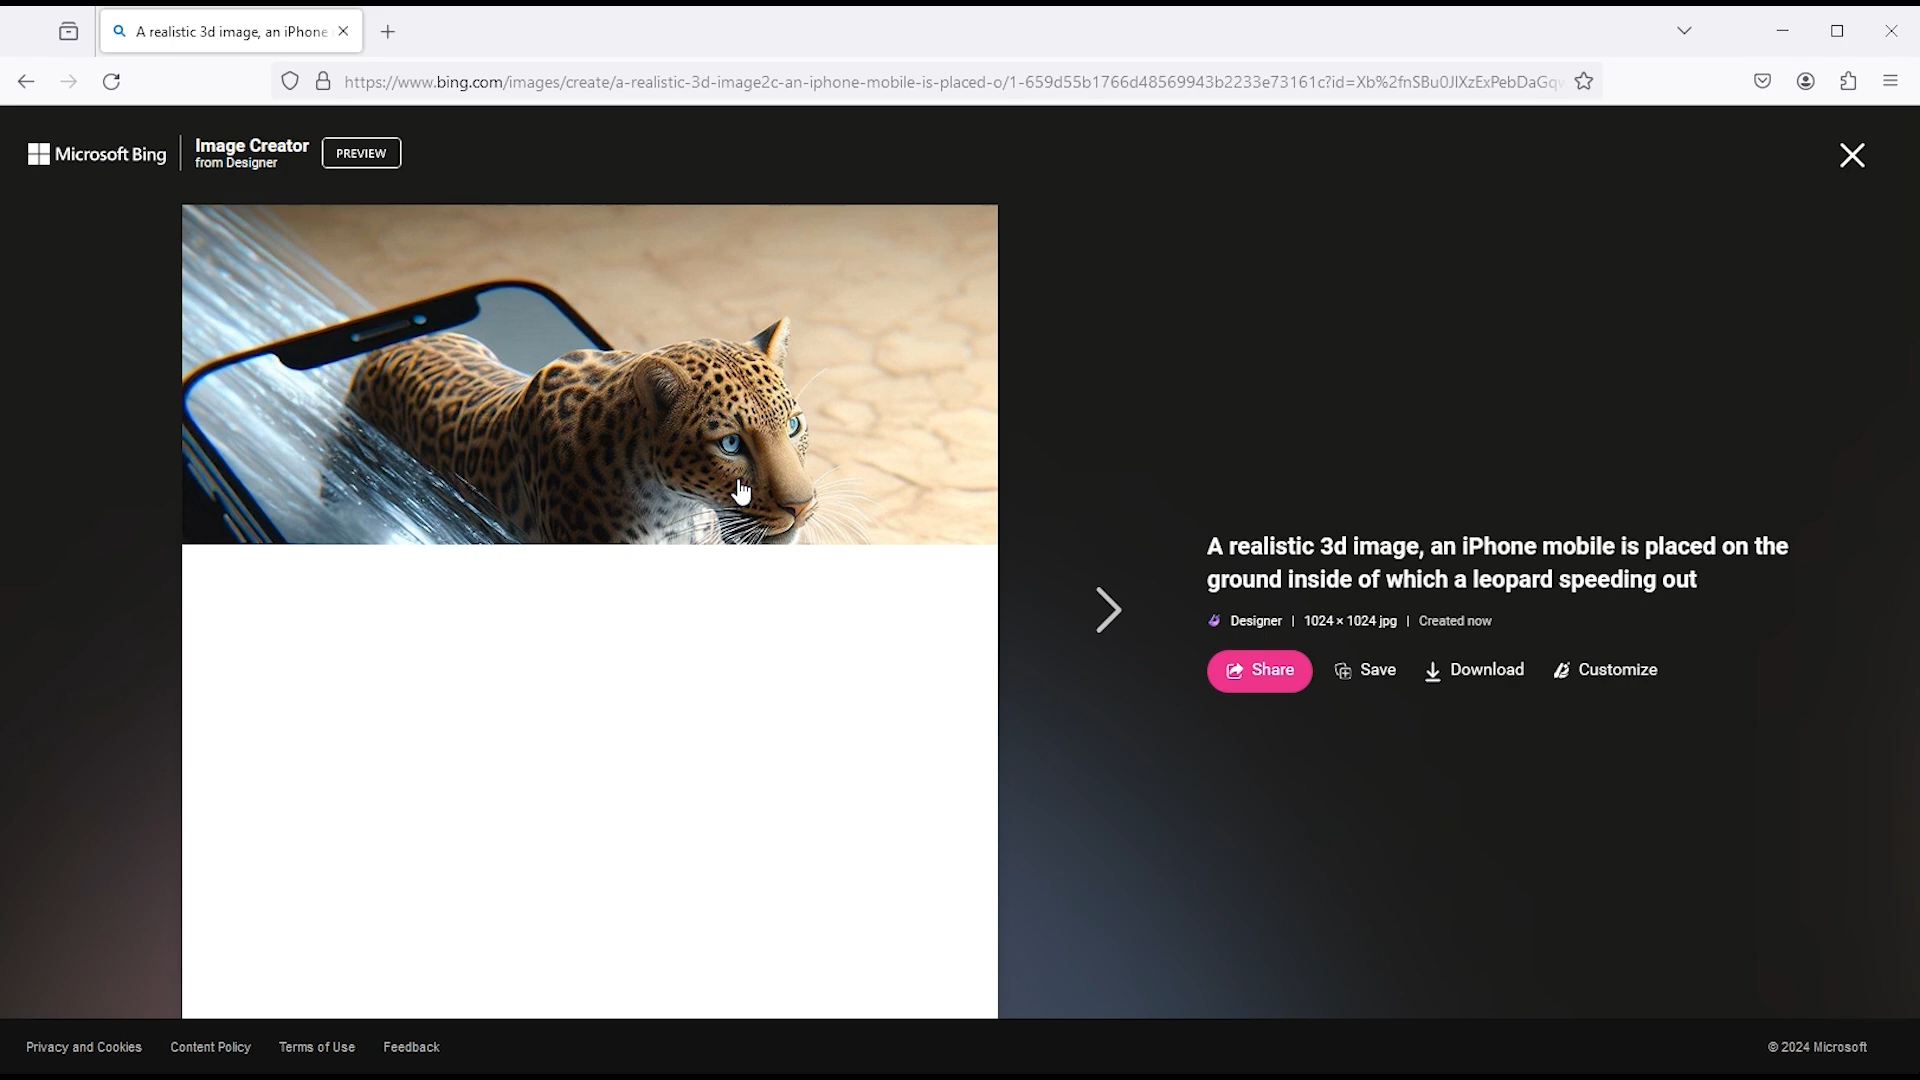 A realistic 3d image, an iPhone
https://www.bing.com/images/create/a-realistic-3d-image2c-an-iphone-mobile-is-placed-o/1-659d55b1766d48569943b2233e73161c?id=Xb%2fnSBu0JlXzExPebDaGqw
Microsoft Bing
Image Creator
from Designer
PREVIEW
A realistic 3d image, an iPhone mobile is placed on the
ground inside of which a leopard speeding out
Designer | 1024 × 1024 jpg | Created now
Share Save Download Customize
Privacy and Cookies Content Policy Terms of Use Feedback © 2024 Microsoft